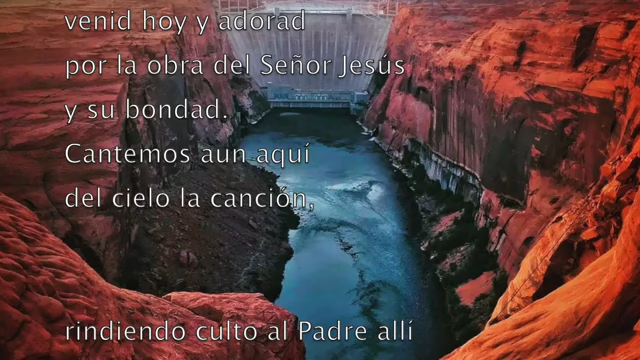 venid hoy y adorad
por la obra del Señor Jesús
y su bondad.
Cantemos aun aquí
del cielo la canción,
rindiendo culto al Padre allí